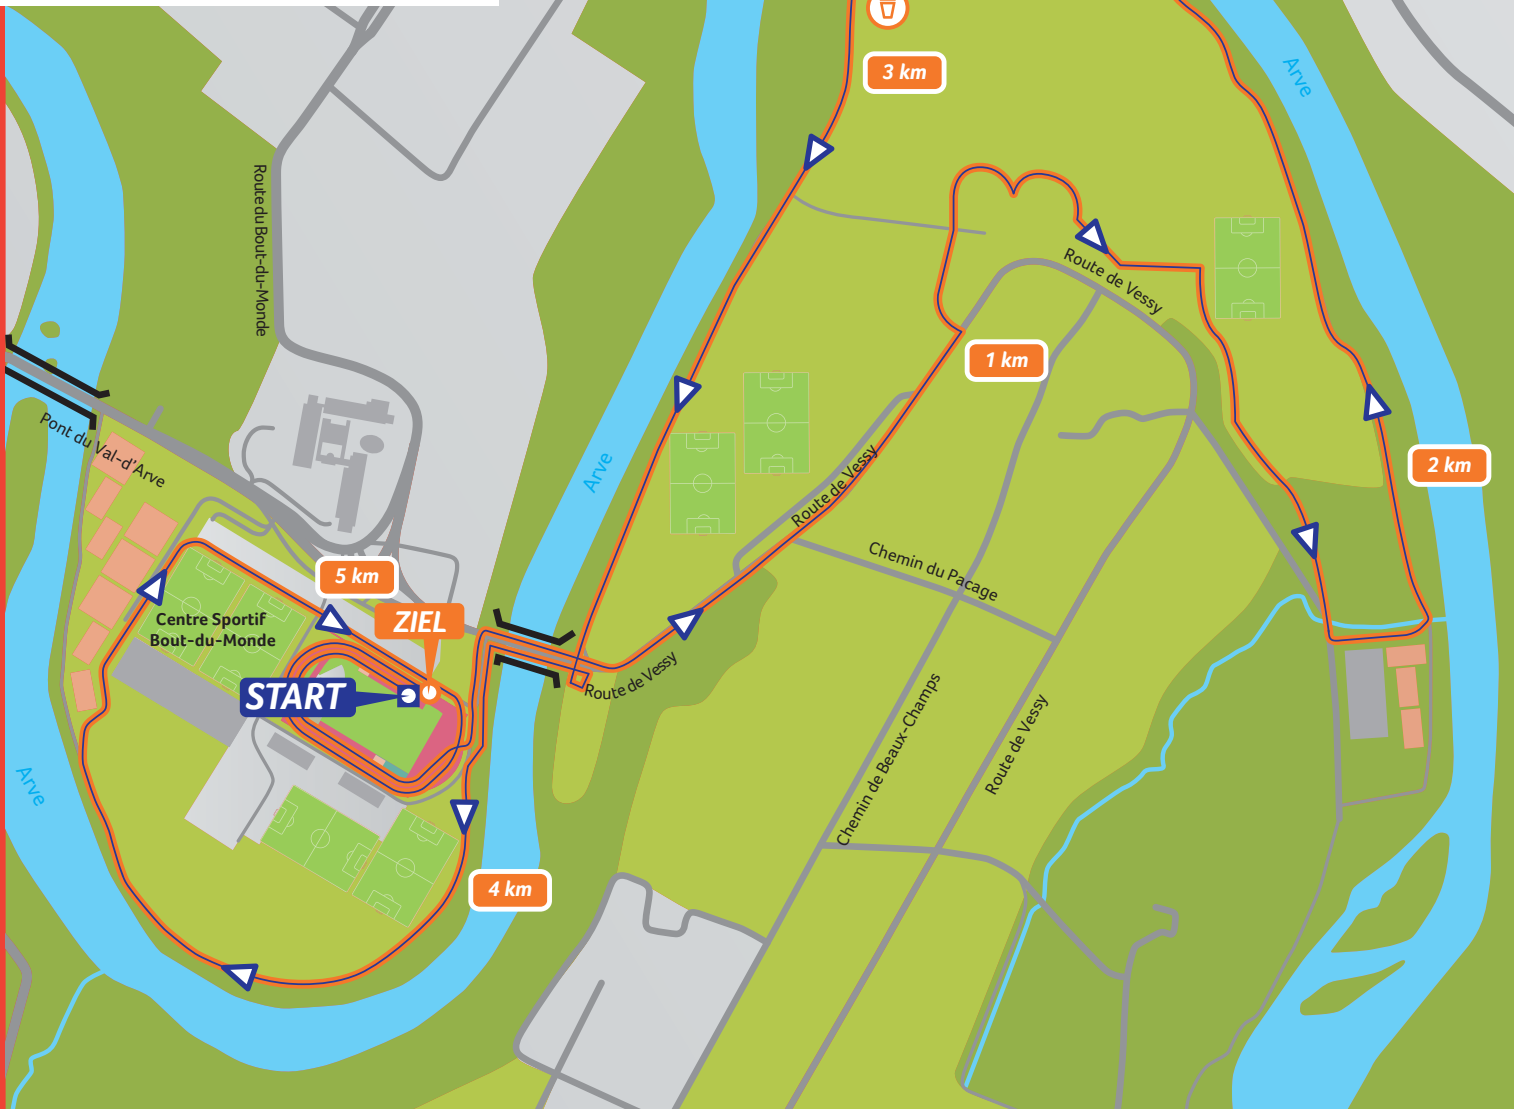 3 km
Arve
Route du Bout-du-Monde
Route de Vessy
1 km
Pont du Val-d'Arve
Arve
Route de Vessy
2 km
Chemin du Pacage
5 km
Centre Sportif
Bout-du-Monde
ZIEL
START
Route de Vessy
Chemin de Beaux-Champs
Route de Vessy
Arve
4 km